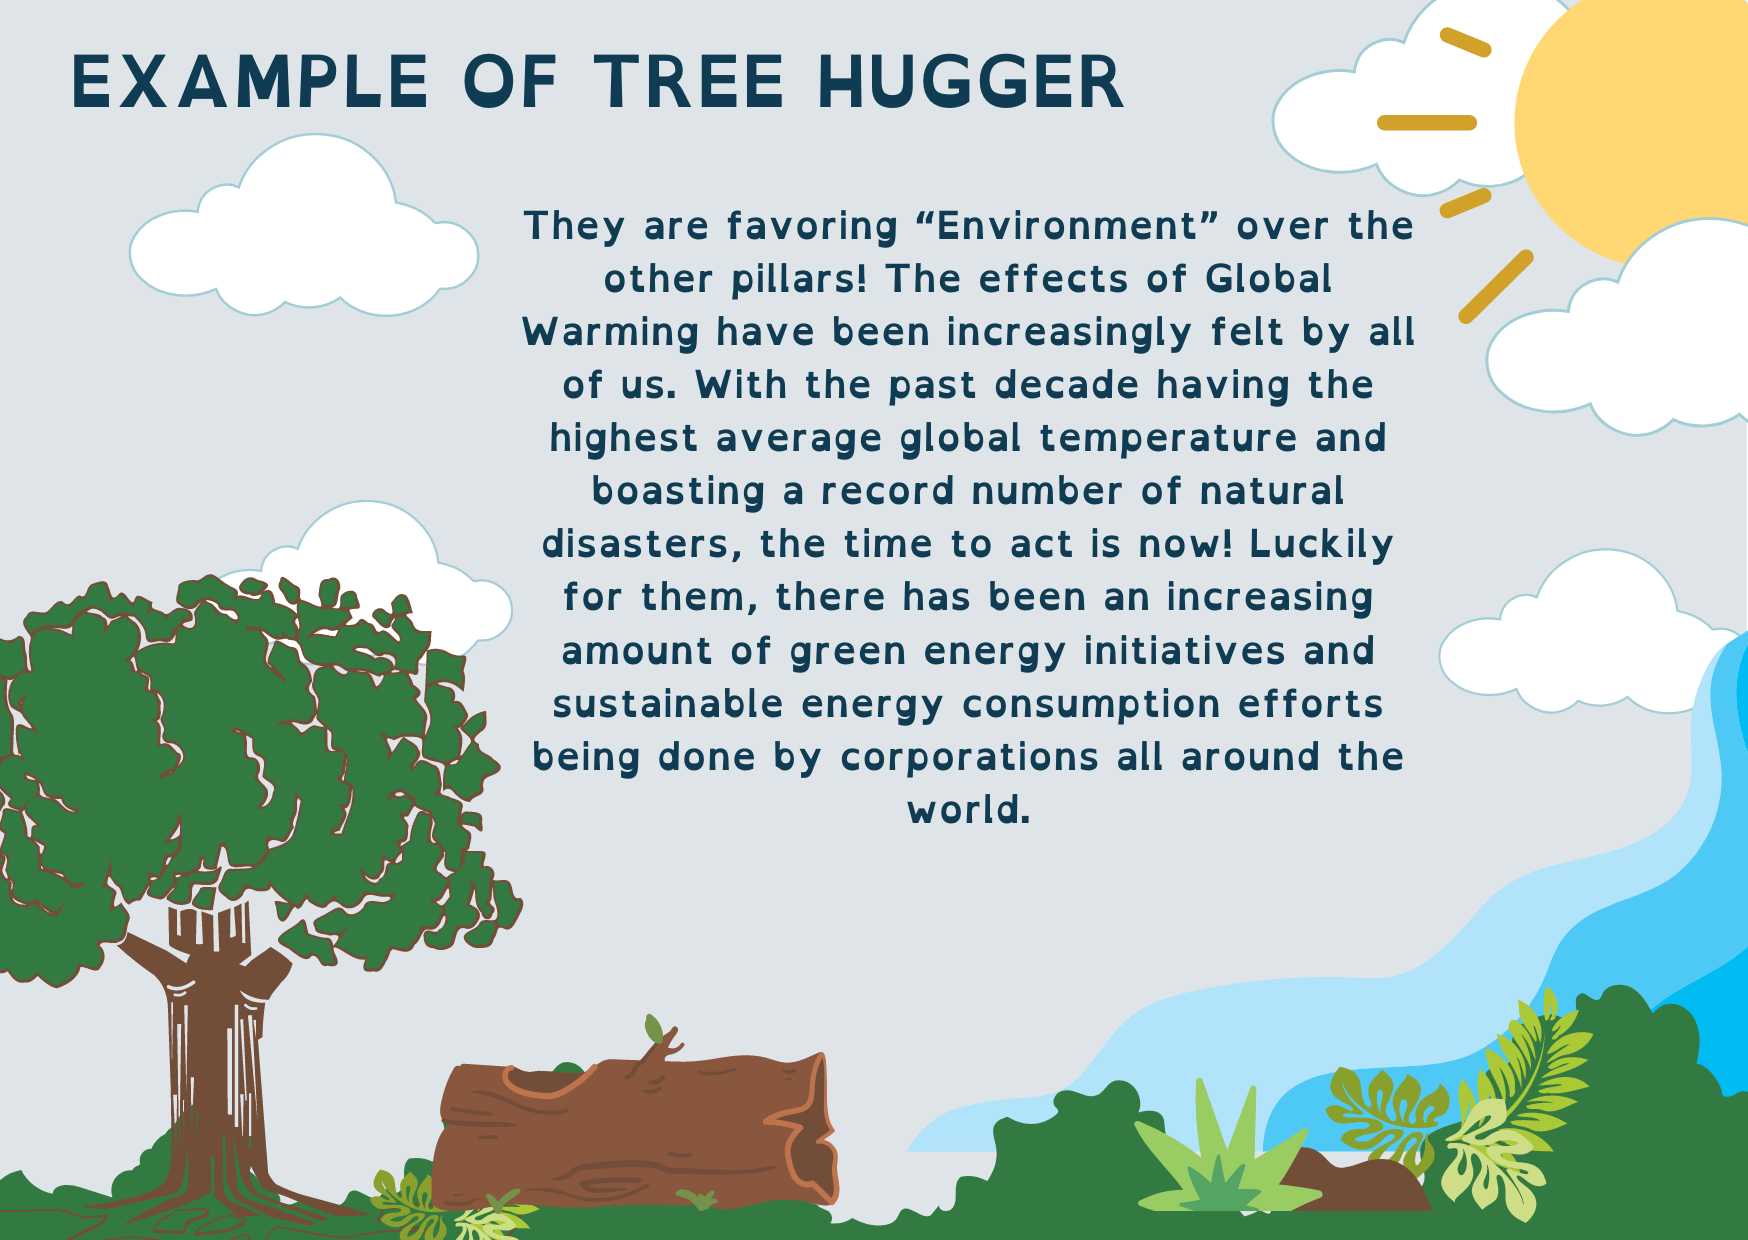 EXAMPLE OF TREE HUGGER
They are favoring “Environment” over the
other pillars! The effects of Global
Warming have been increasingly felt by all
of us. With the past decade having the
highest average global temperature and
boasting a record number of natural
disasters, the time to act is now! Luckily
for them, there has been an increasing
amount of green energy initiatives and
sustainable energy consumption efforts
being done by corporations all around the
world.